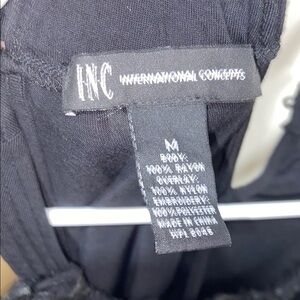 INC INTERNATIONAL CONCEPTS
M
BODY:
100% RAYON
OVERLAY:
100% NYLON
EMBROIDERY:
100% POLYESTER
MADE IN CHINA